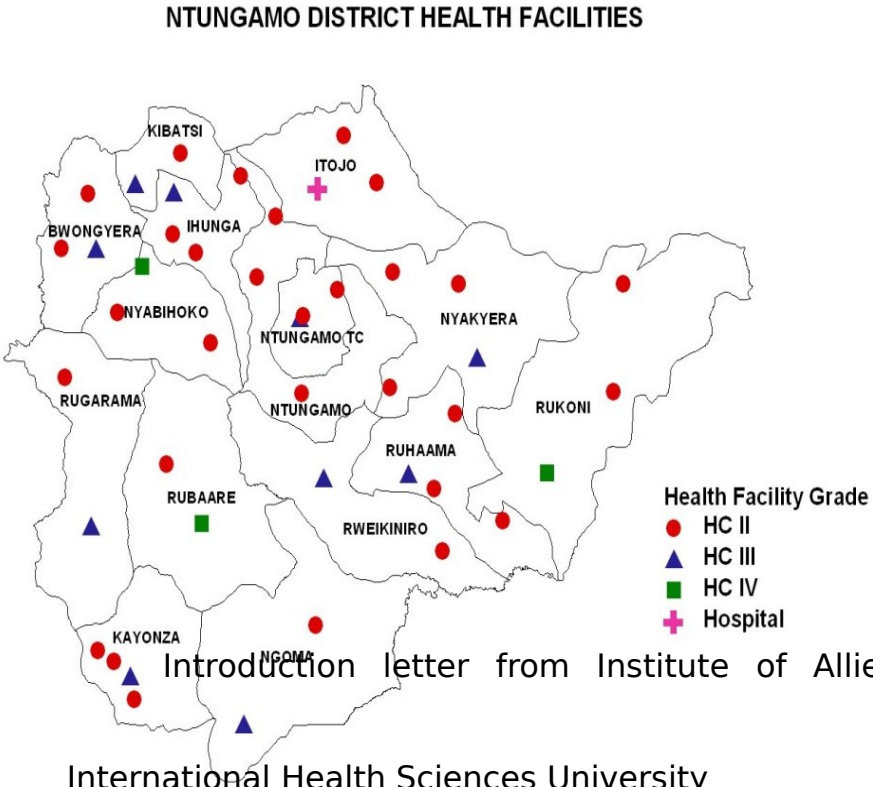 NTUNGAMO DISTRICT HEALTH FACILITIES
KIBATSI
ITOJO
BWONGYERA
IHUNGA
NYABIHOKO
NTUNGAMO TC
NYAKYERA
RUGARAMA
NTUNGAMO
RUKONI
RUHAAMA
RUBAARE
RWEIKINIRO
Health Facility Grade
HC II
HC III
HC IV
Hospital
KAYONZA
NGOMA
Introduction letter from Institute of Allie
International Health Sciences University